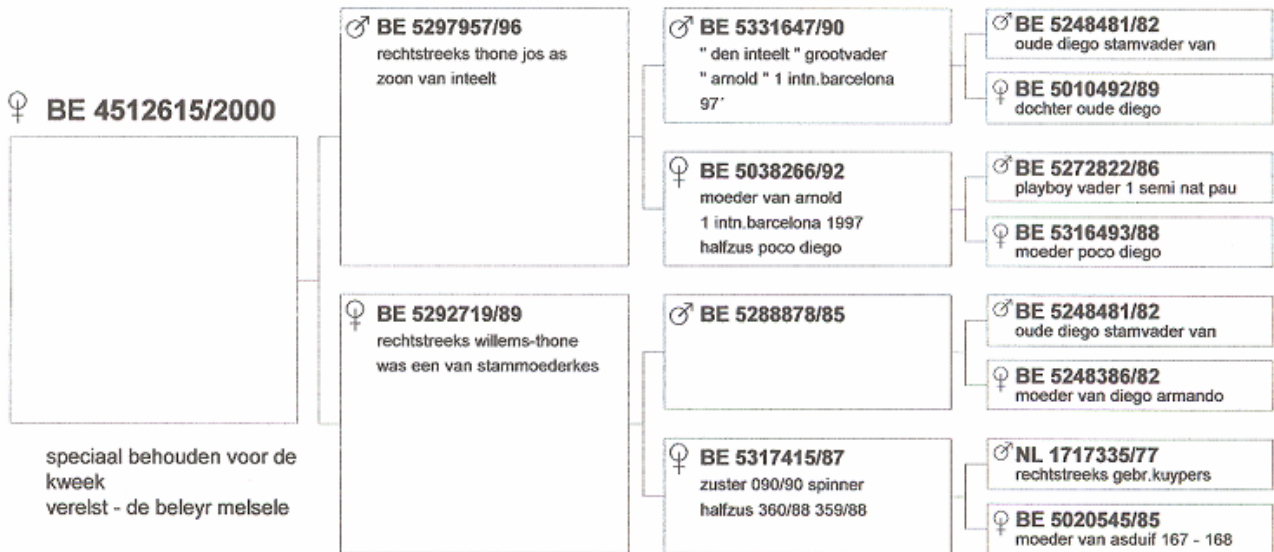 ♀ BE 4512615/2000
speciaal behouden voor de
kweek
verelst - de beleyr melsele
♂ BE 5297957/96
rechtstreeks thone jos as
zoon van inteelt
♀ BE 5292719/89
rechtstreeks willems-thone
was een van stammoederkes
♂ BE 5331647/90
" den inteelt " grootvader
" arnold " 1 intn.barcelona
97´
♀ BE 5038266/92
moeder van arnold
1 intn.barcelona 1997
halfzus poco diego
♂ BE 5288878/85
♀ BE 5317415/87
zuster 090/90 spinner
halfzus 360/88 359/88
♂ BE 5248481/82
oude diego stamvader van
♀ BE 5010492/89
dochter oude diego
♂ BE 5272822/86
playboy vader 1 semi nat pau
♀ BE 5316493/88
moeder poco diego
♂ BE 5248481/82
oude diego stamvader van
♀ BE 5248386/82
moeder van diego armando
♂ NL 1717335/77
rechtstreeks gebr.kuypers
♀ BE 5020545/85
moeder van asduif 167 - 168